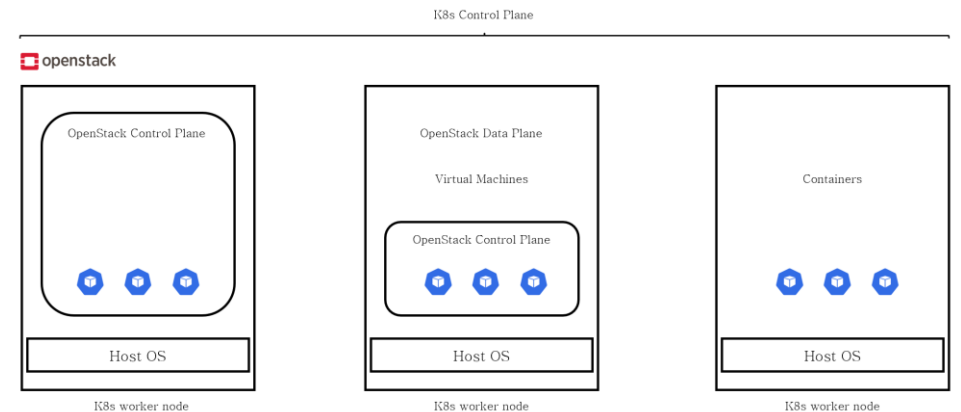 K8s Control Plane
openstack
OpenStack Control Plane
OpenStack Data Plane
Virtual Machines
Containers
OpenStack Control Plane
Host OS
Host OS
Host OS
K8s worker node
K8s worker node
K8s worker node